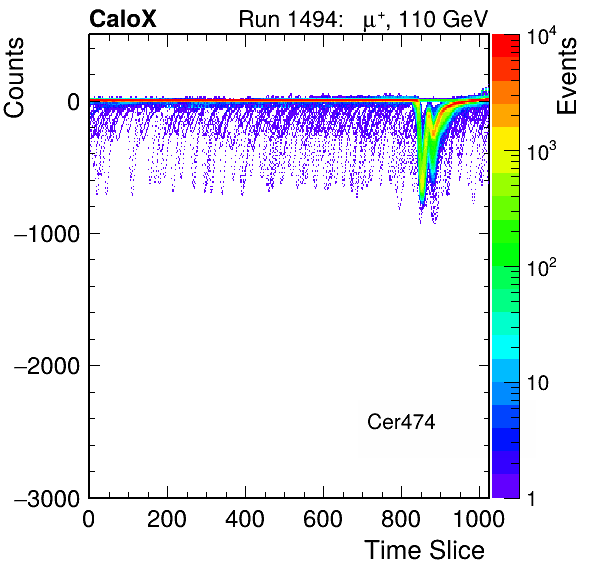 CaloX Run 1494: μ⁺, 110 GeV
Counts
Events
0
−1000
−2000
−3000
0 200 400 600 800 1000
Time Slice
Cer474
10⁴
10³
10²
10
1